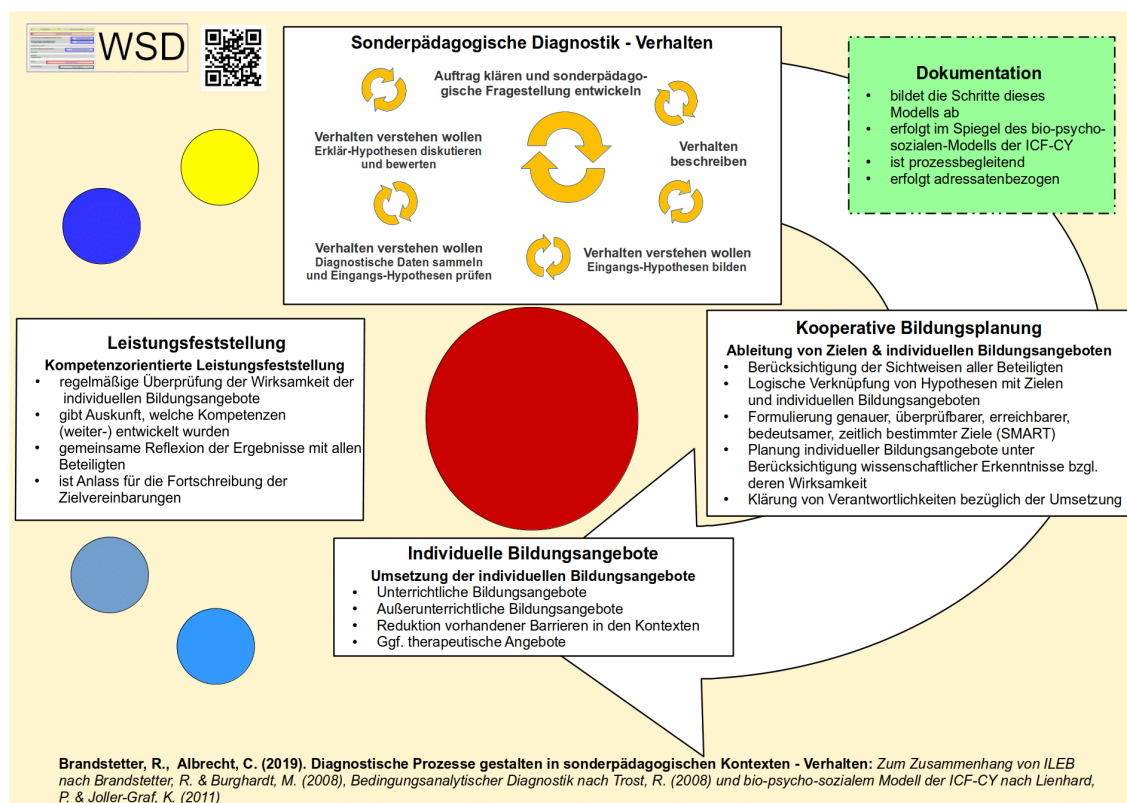 WSD
Sonderpädagogische Diagnostik - Verhalten
Auftrag klären und sonderpädago-
gische Fragestellung entwickeln
Verhalten verstehen wollen
Erklär-Hypothesen diskutieren
und bewerten
Verhalten
beschreiben
Verhalten verstehen wollen
Diagnostische Daten sammeln
und Eingangs-Hypothesen prüfen
Verhalten verstehen wollen
Eingangs-Hypothesen bilden
Dokumentation
• bildet die Schritte dieses
Modells ab
• erfolgt im Spiegel des bio-psycho-
sozialen-Modells der ICF-CY
• ist prozessbegleitend
• erfolgt adressatenbezogen
Leistungsfeststellung
Kompetenzorientierte Leistungsfeststellung
• regelmäßige Überprüfung der Wirksamkeit der
individuellen Bildungsangebote
• gibt Auskunft, welche Kompetenzen
(weiter-) entwickelt wurden
• gemeinsame Reflexion der Ergebnisse mit allen
Beteiligten
• ist Anlass für die Fortschreibung der
Zielvereinbarungen
Kooperative Bildungsplanung
Ableitung von Zielen & individuellen Bildungsangeboten
• Berücksichtigung der Sichtweisen aller Beteiligten
• Logische Verknüpfung von Hypothesen mit Zielen
und individuellen Bildungsangeboten
• Formulierung genauer, überprüfbarer, erreichbarer,
bedeutsamer, zeitlich bestimmter Ziele (SMART)
• Planung individueller Bildungsangebote unter
Berücksichtigung wissenschaftlicher Erkenntnisse bzgl.
deren Wirksamkeit
• Klärung von Verantwortlichkeiten bezüglich der Umsetzung
Individuelle Bildungsangebote
Umsetzung der individuellen Bildungsangebote
• Unterrichtliche Bildungsangebote
• Außerunterrichtliche Bildungsangebote
• Reduktion vorhandener Barrieren in den Kontexten
• Ggf. therapeutische Angebote
Brandstetter, R., Albrecht, C. (2019). Diagnostische Prozesse gestalten in sonderpädagogischen Kontexten - Verhalten: Zum Zusammenhang von ILEB
nach Brandstetter, R. & Burghardt, M. (2008), Bedingungsanalytischer Diagnostik nach Trost, R. (2008) und bio-psycho-sozialem Modell der ICF-CY nach Lienhard,
P. & Joller-Graf, K. (2011)